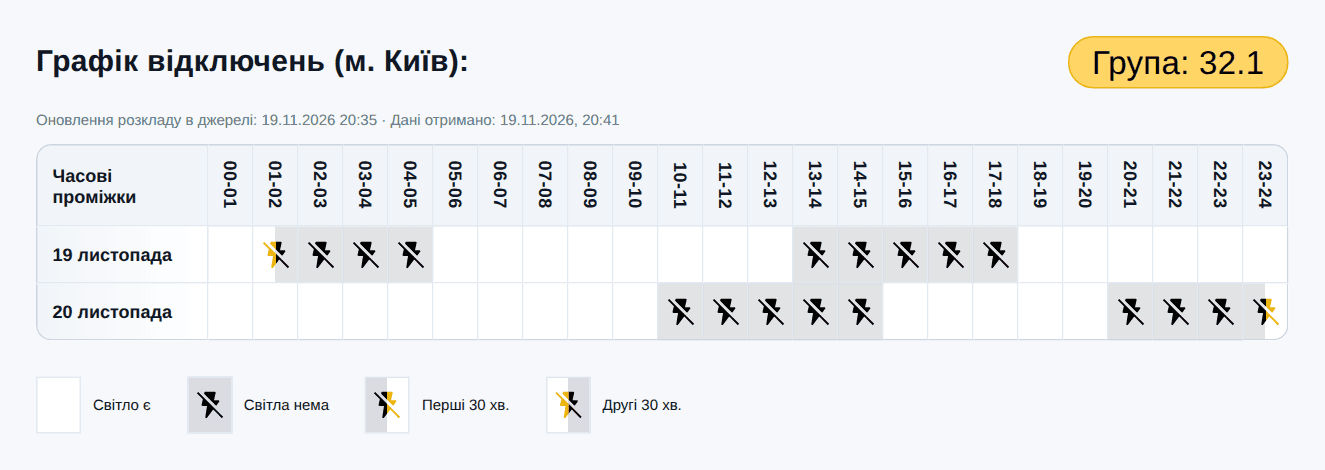 Графік відключень (м. Київ):
Група: 32.1
Оновлення розкладу в джерелі: 19.11.2026 20:35 · Дані отримано: 19.11.2026, 20:41
Часові
проміжки
00-01
01-02
02-03
03-04
04-05
05-06
06-07
07-08
08-09
09-10
10-11
11-12
12-13
13-14
14-15
15-16
16-17
17-18
18-19
19-20
20-21
21-22
22-23
23-24
19 листопада
20 листопада
Світло є
Світла нема
Перші 30 хв.
Другі 30 хв.